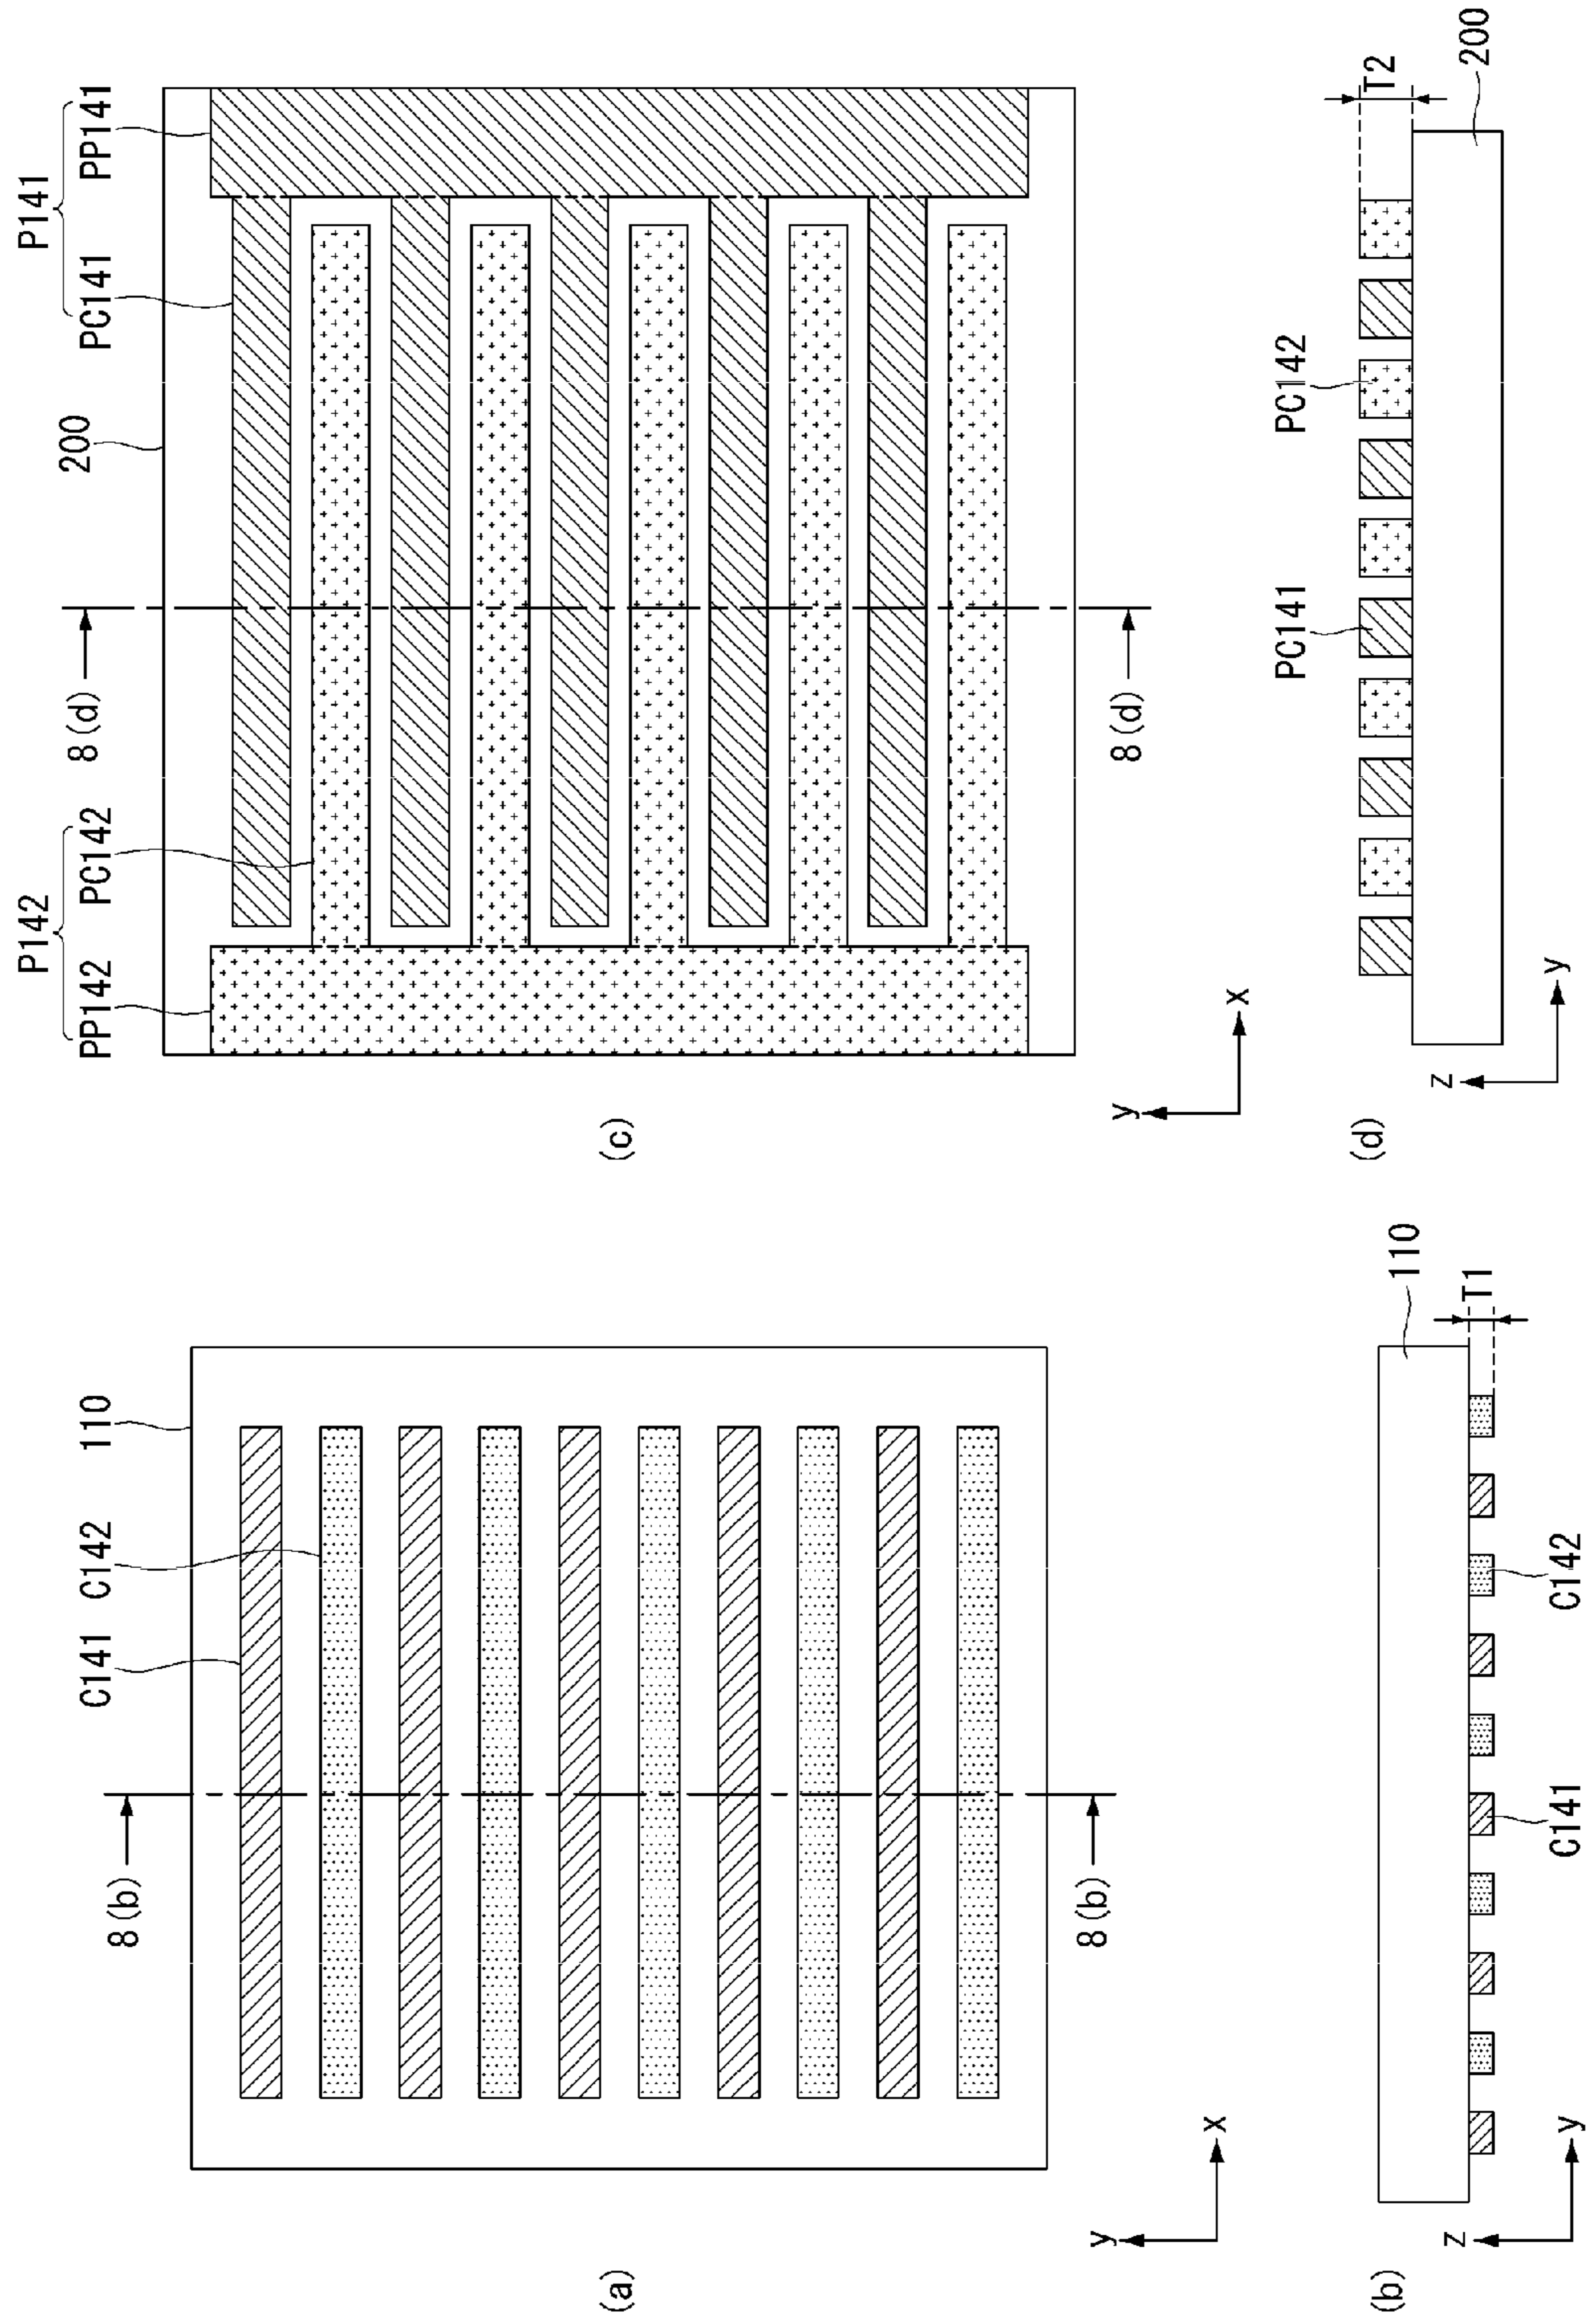 (a)
C141
C142
110
8(b)
8(b)
y
x
(b)
110
T1
C141
C142
z
y
(c)
P142
PP142
PC142
200
P141
PC141
PP141
8(d)
8(d)
y
x
(d)
PC141
PC142
T2
200
z
y